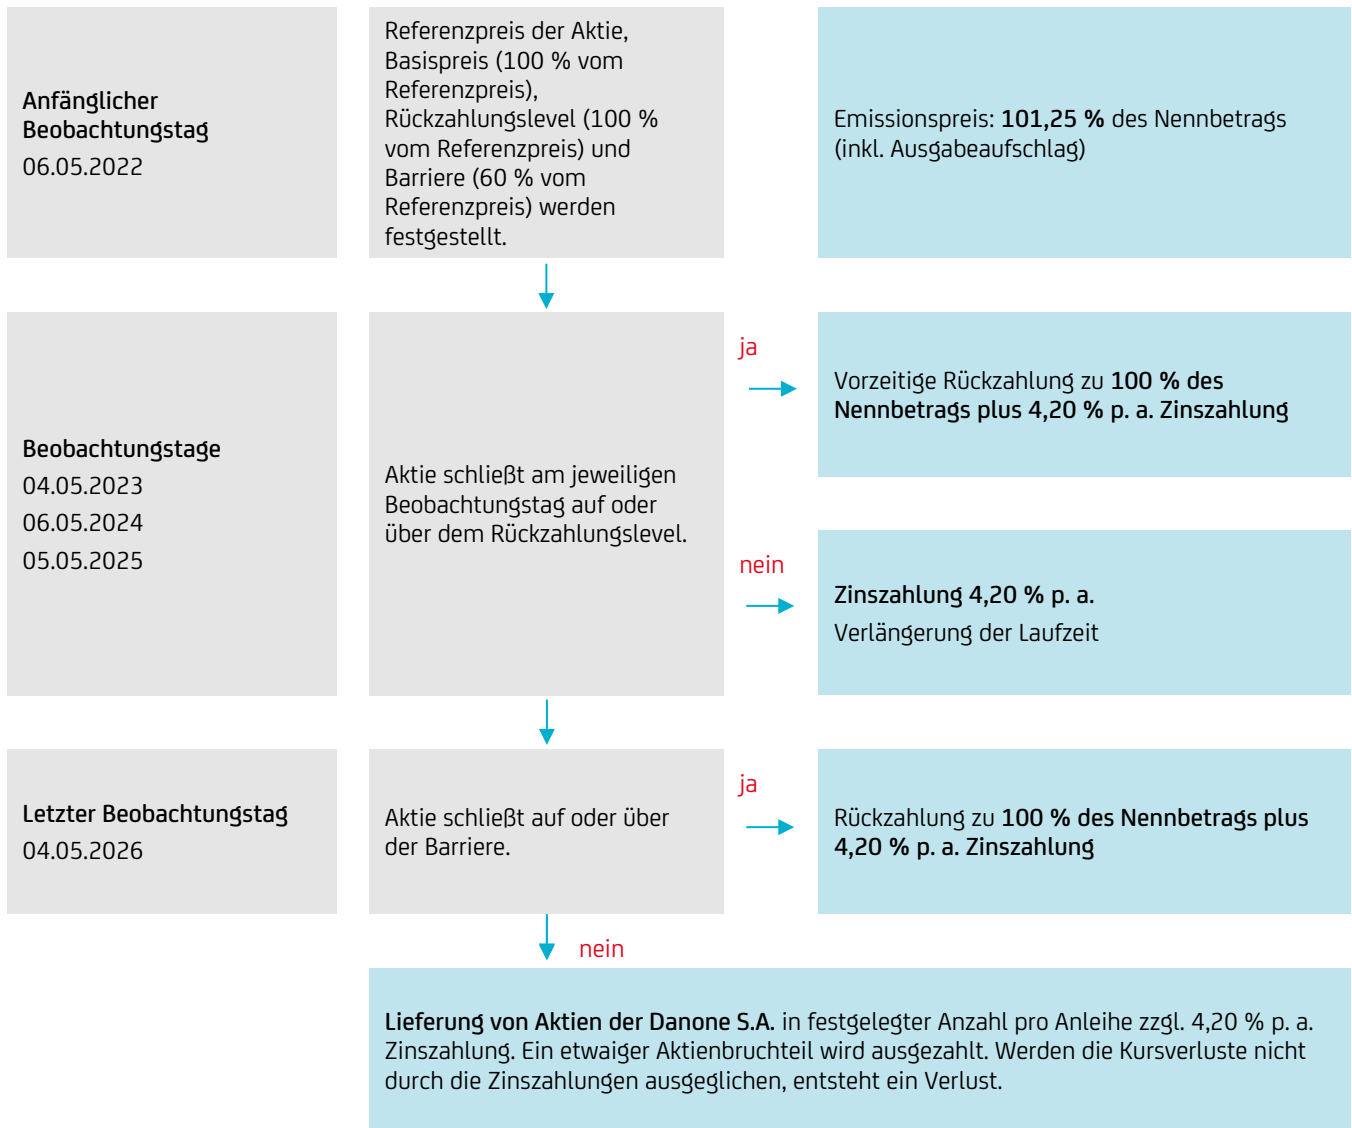 Anfänglicher
Beobachtungstag
06.05.2022
Referenzpreis der Aktie,
Basispreis (100 % vom
Referenzpreis),
Rückzahlungslevel (100 %
vom Referenzpreis) und
Barriere (60 % vom
Referenzpreis) werden
festgestellt.
Emissionspreis: 101,25 % des Nennbetrags
(inkl. Ausgabeaufschlag)
Beobachtungstage
04.05.2023
06.05.2024
05.05.2025
Aktie schließt am jeweiligen
Beobachtungstag auf oder
über dem Rückzahlungslevel.
ja
Vorzeitige Rückzahlung zu 100 % des
Nennbetrags plus 4,20 % p. a. Zinszahlung
nein
Zinszahlung 4,20 % p. a.
Verlängerung der Laufzeit
Letzter Beobachtungstag
04.05.2026
Aktie schließt auf oder über
der Barriere.
ja
Rückzahlung zu 100 % des Nennbetrags plus
4,20 % p. a. Zinszahlung
nein
Lieferung von Aktien der Danone S.A. in festgelegter Anzahl pro Anleihe zzgl. 4,20 % p. a.
Zinszahlung. Ein etwaiger Aktienbruchteil wird ausgezahlt. Werden die Kursverluste nicht
durch die Zinszahlungen ausgeglichen, entsteht ein Verlust.